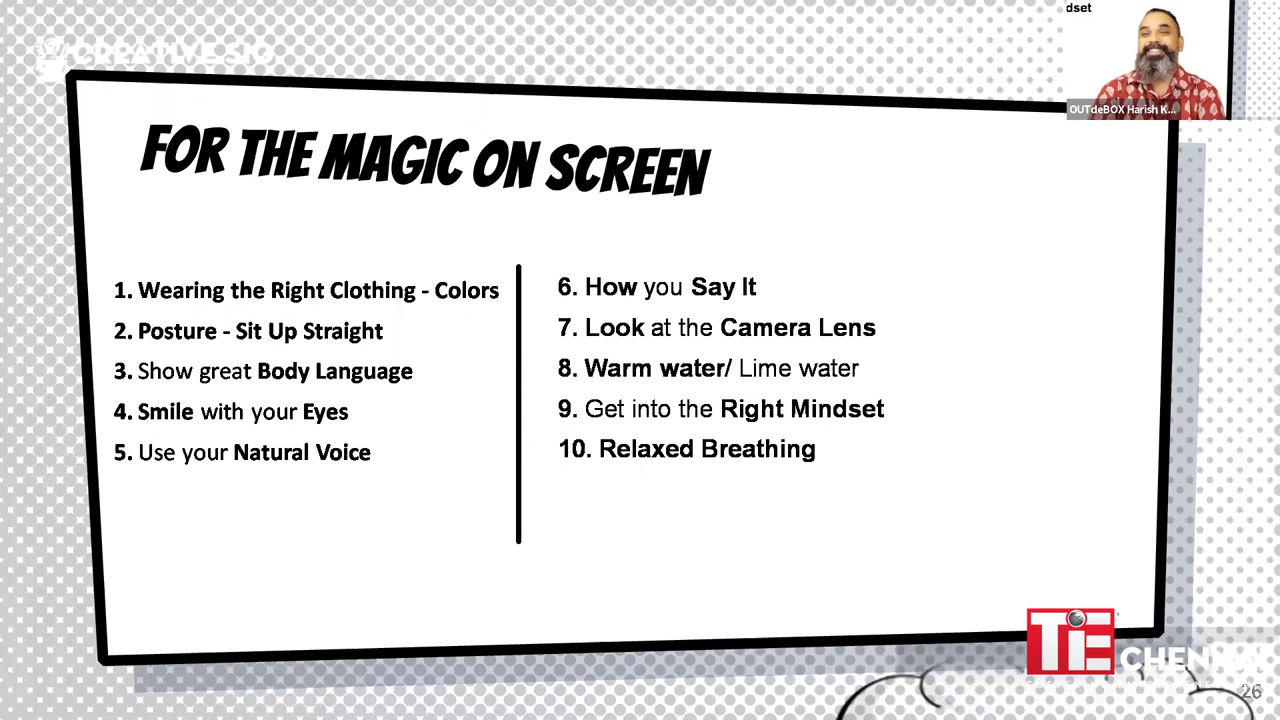 CREATIVE SIG
dset
OUTdeBOX Harish K...
FOR THE MAGIC ON SCREEN
1. Wearing the Right Clothing - Colors
2. Posture - Sit Up Straight
3. Show great Body Language
4. Smile with your Eyes
5. Use your Natural Voice
6. How you Say It
7. Look at the Camera Lens
8. Warm water/ Lime water
9. Get into the Right Mindset
10. Relaxed Breathing
TiE
CHENNAI
26